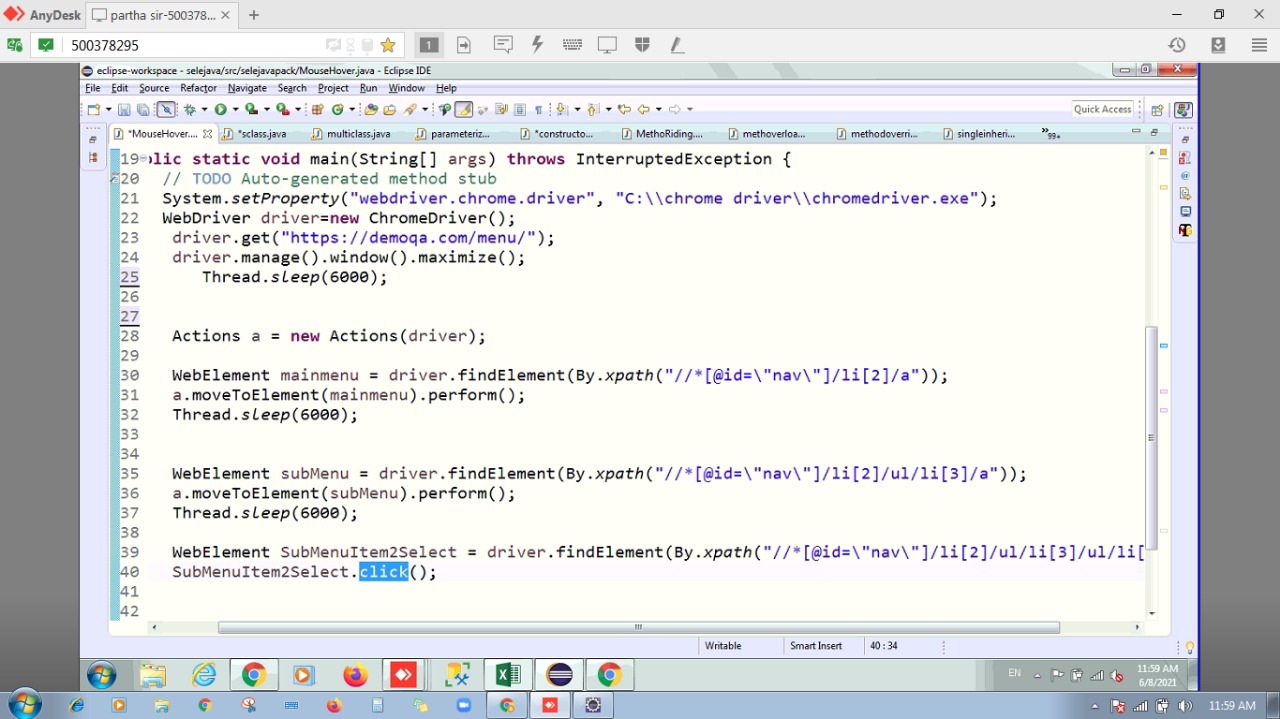 AnyDesk
partha sir-500378...
500378295
1
eclipse-workspace - selejava/src/selejavapack/MouseHover.java - Eclipse IDE
File Edit Source Refactor Navigate Search Project Run Window Help
Quick Access
*MouseHover.... *sclass.java multiclass.java parameteriz... *constructo... MethoRiding.... methoverloa... methodoverri... singleinheri... »99+
19 lic static void main(String[] args) throws InterruptedException {
20 // TODO Auto-generated method stub
21 System.setProperty("webdriver.chrome.driver", "C:\\chrome driver\\chromedriver.exe");
22 WebDriver driver=new ChromeDriver();
23 driver.get("https://demoqa.com/menu/");
24 driver.manage().window().maximize();
25 Thread.sleep(6000);
26
27
28 Actions a = new Actions(driver);
29
30 WebElement mainmenu = driver.findElement(By.xpath("//*[@id=\"nav\"]/li[2]/a"));
31 a.moveToElement(mainmenu).perform();
32 Thread.sleep(6000);
33
34
35 WebElement subMenu = driver.findElement(By.xpath("//*[@id=\"nav\"]/li[2]/ul/li[3]/a"));
36 a.moveToElement(subMenu).perform();
37 Thread.sleep(6000);
38
39 WebElement SubMenuItem2Select = driver.findElement(By.xpath("//*[@id=\"nav\"]/li[2]/ul/li[3]/ul/li[
40 SubMenuItem2Select.click();
41
42
Writable Smart Insert 40 : 34
EN
11:59 AM
6/8/2021
11:59 AM